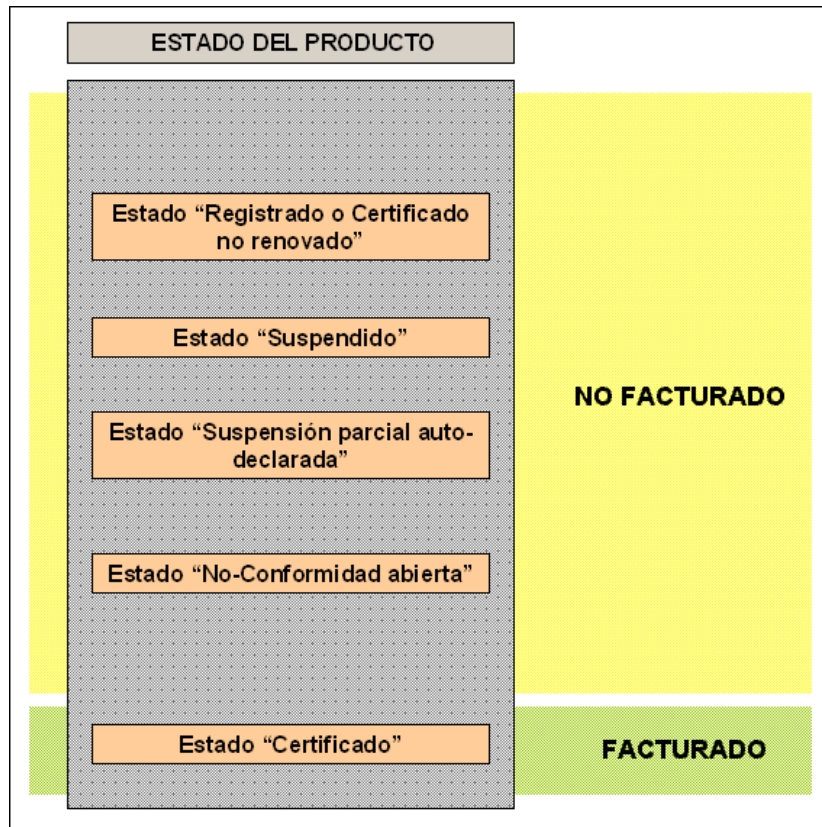 ESTADO DEL PRODUCTO
Estado “Registrado o Certificado
no renovado”
Estado “Suspendido”
NO FACTURADO
Estado “Suspensión parcial auto-
declarada”
Estado “No-Conformidad abierta”
Estado “Certificado”
FACTURADO